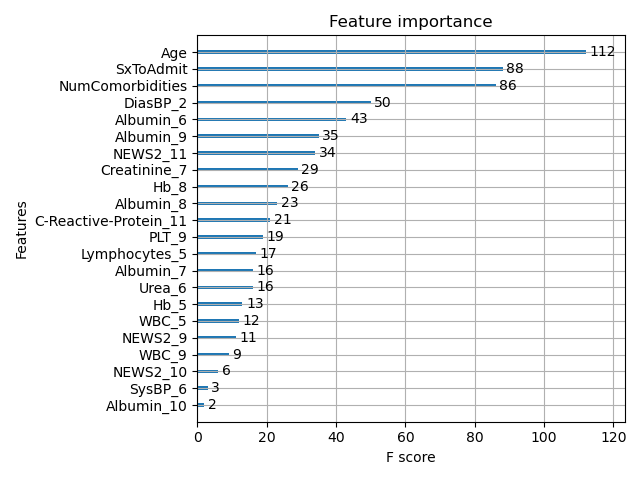 Feature importance
Age 112
SxToAdmit 88
NumComorbidities 86
DiasBP_2 50
Albumin_6 43
Albumin_9 35
NEWS2_11 34
Creatinine_7 29
Hb_8 26
Albumin_8 23
C-Reactive-Protein_11 21
PLT_9 19
Lymphocytes_5 17
Albumin_7 16
Urea_6 16
Hb_5 13
WBC_5 12
NEWS2_9 11
WBC_9 9
NEWS2_10 6
SysBP_6 3
Albumin_10 2
Features
0 20 40 60 80 100 120
F score